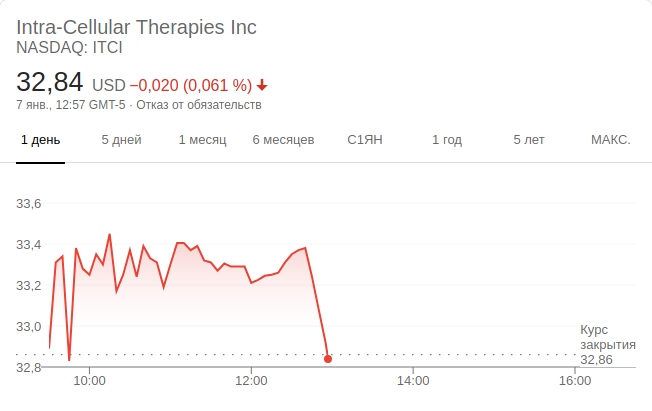 Intra-Cellular Therapies Inc
NASDAQ: ITCI
32,84 USD −0,020 (0,061 %)
7 янв., 12:57 GMT-5 · Отказ от обязательств
1 день 5 дней 1 месяц 6 месяцев С1ЯН 1 год 5 лет МАКС.
33,6
33,4
33,2
33,0
Курс
закрытия
32,86
32,8
10:00 12:00 14:00 16:00